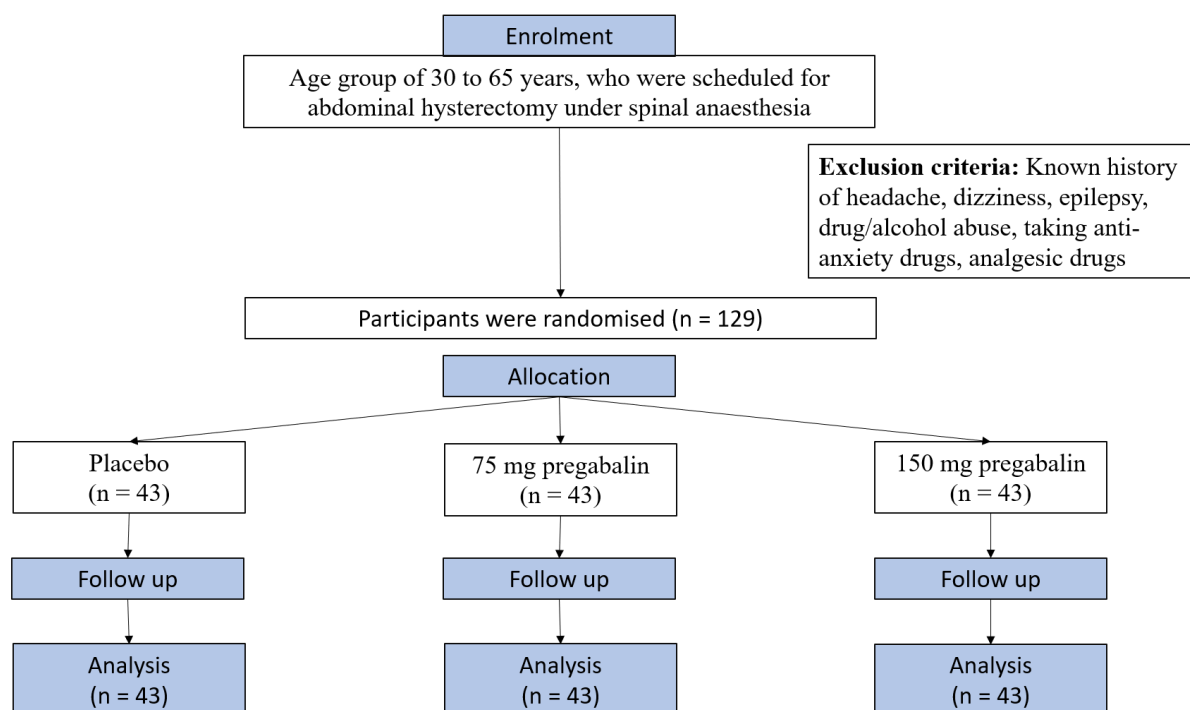 Enrolment
Age group of 30 to 65 years, who were scheduled for
abdominal hysterectomy under spinal anaesthesia
Exclusion criteria: Known history
of headache, dizziness, epilepsy,
drug/alcohol abuse, taking anti-
anxiety drugs, analgesic drugs
Participants were randomised (n = 129)
Allocation
Placebo
(n = 43)
75 mg pregabalin
(n = 43)
150 mg pregabalin
(n = 43)
Follow up
Follow up
Follow up
Analysis
(n = 43)
Analysis
(n = 43)
Analysis
(n = 43)